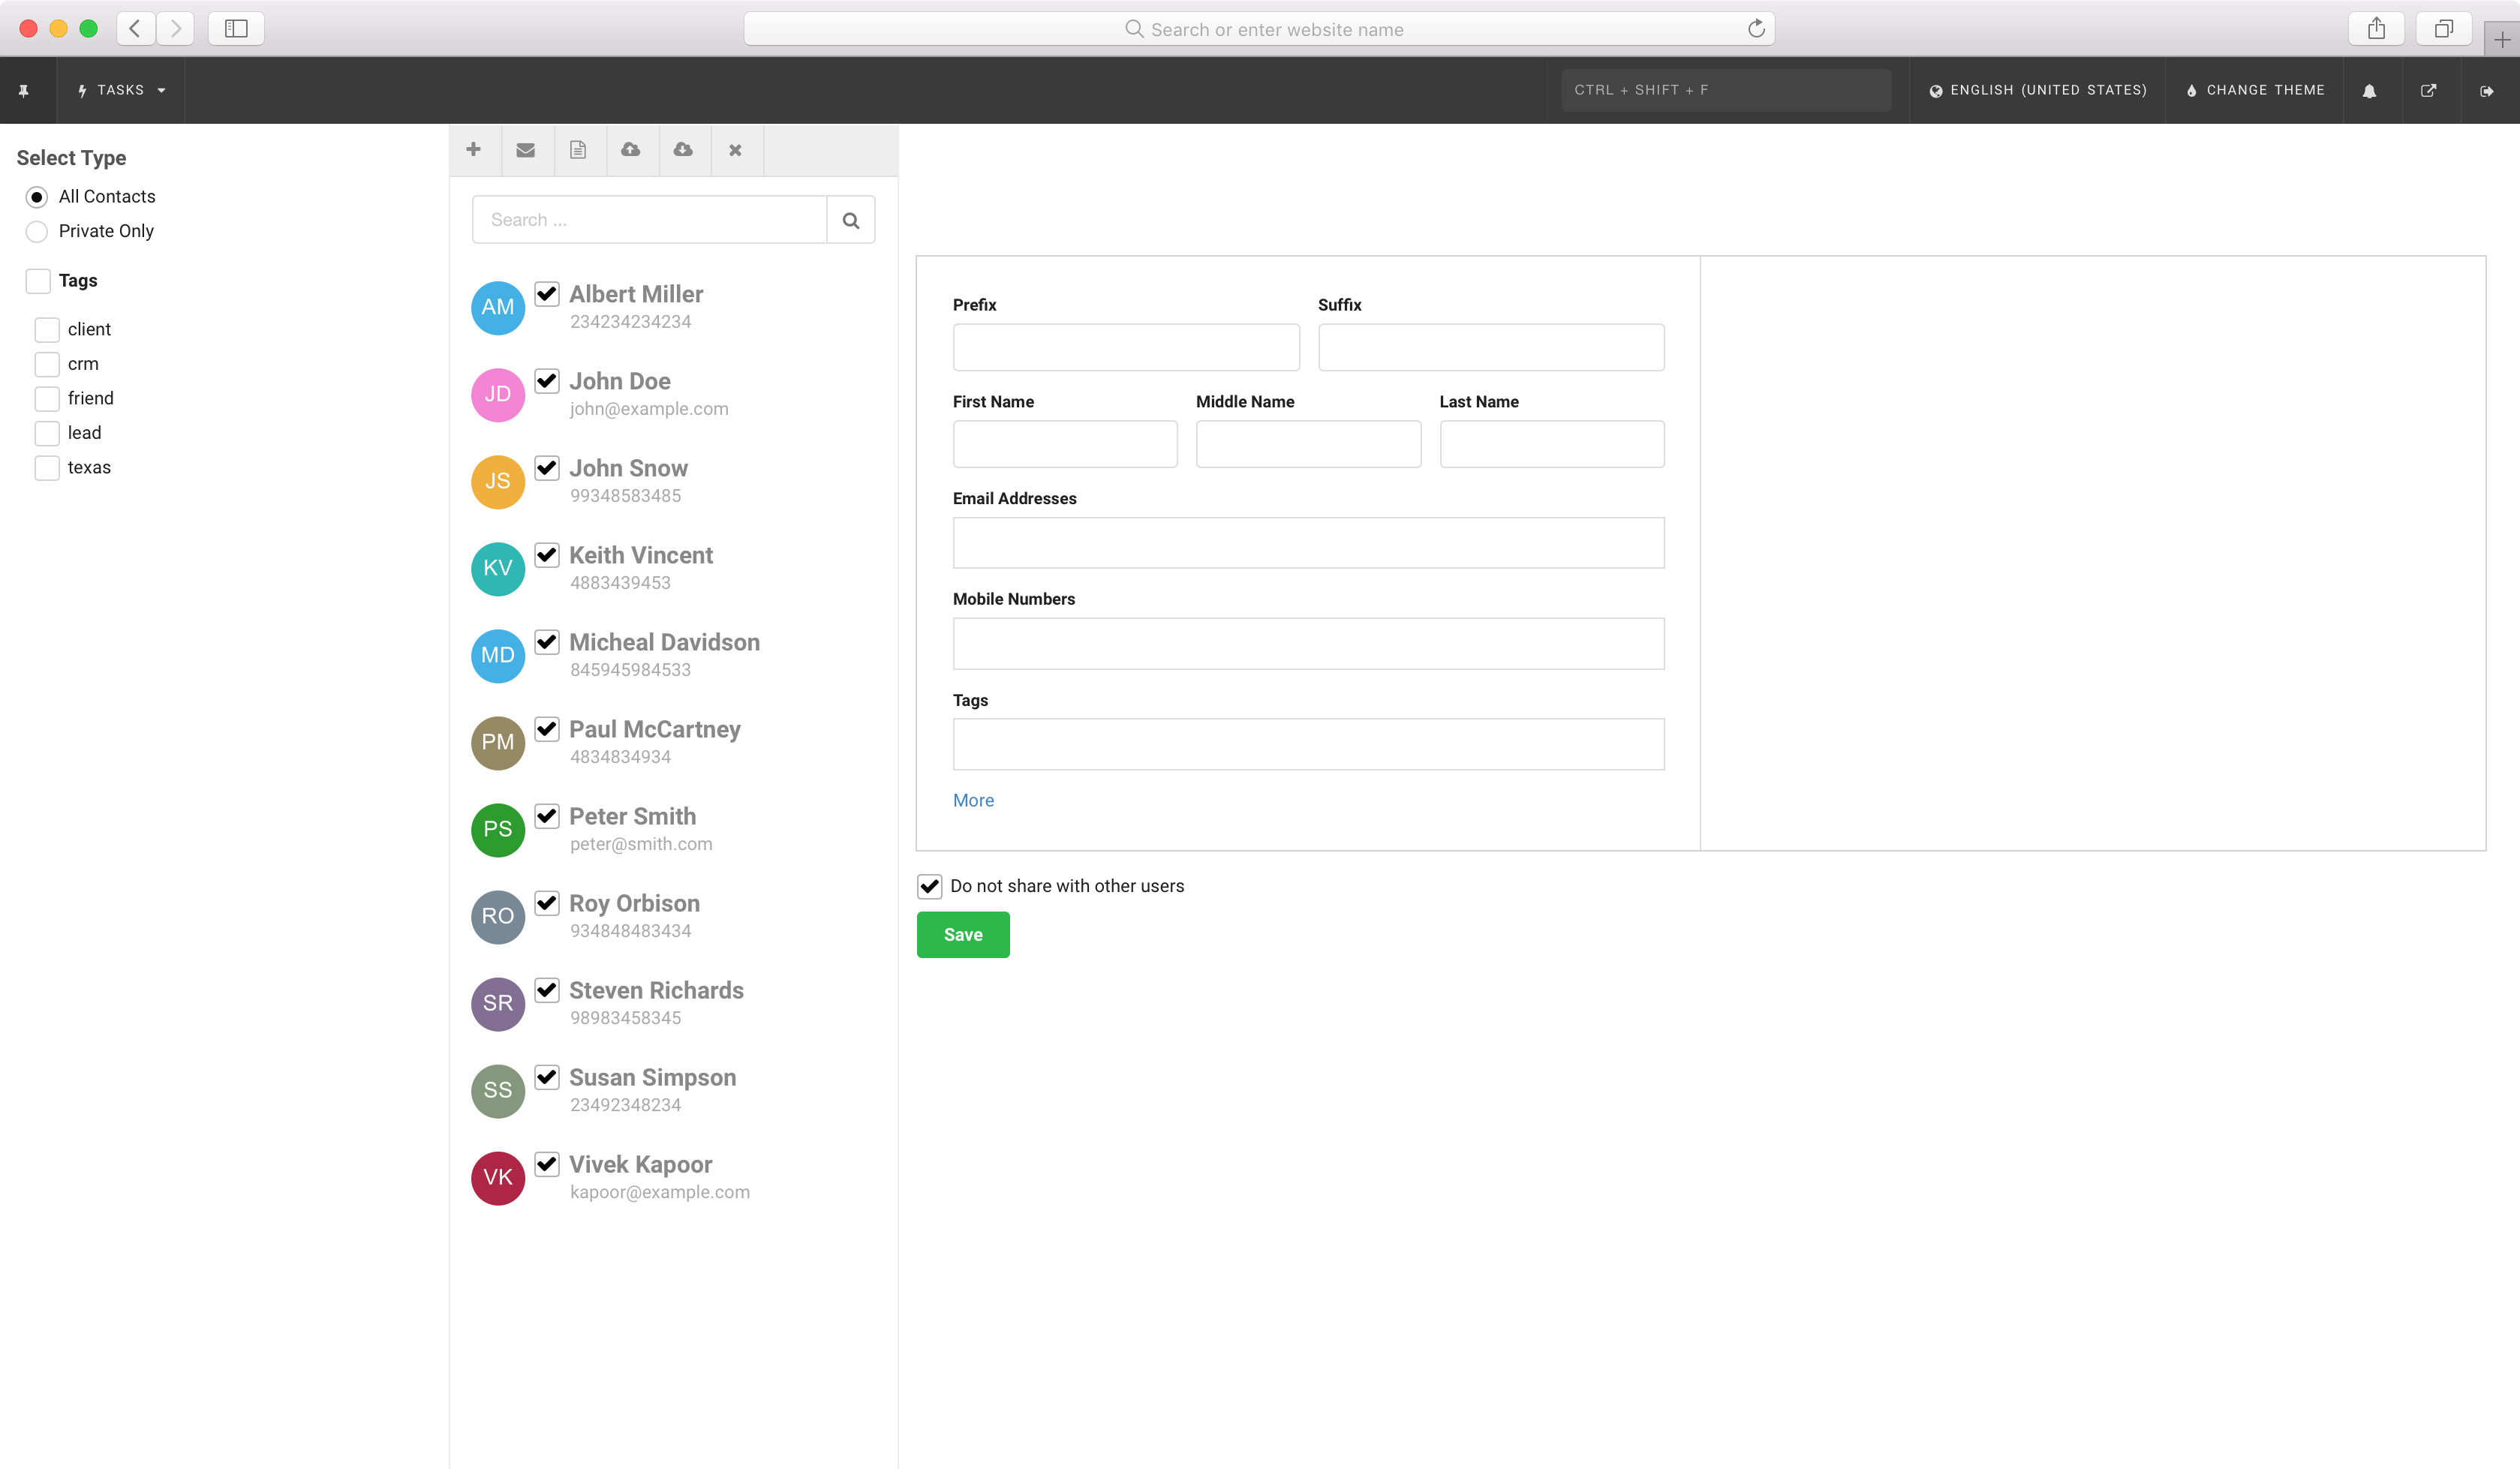 Search or enter website name
TASKS
CTRL + SHIFT + F
ENGLISH (UNITED STATES)
CHANGE THEME
Select Type
All Contacts
Private Only
Tags
client
crm
friend
lead
texas
Search ...
AM
Albert Miller
234234234234
JD
John Doe
john@example.com
JS
John Snow
99348583485
KV
Keith Vincent
4883439453
MD
Micheal Davidson
845945984533
PM
Paul McCartney
4834834934
PS
Peter Smith
peter@smith.com
RO
Roy Orbison
934848483434
SR
Steven Richards
98983458345
SS
Susan Simpson
23492348234
VK
Vivek Kapoor
kapoor@example.com
Prefix
Suffix
First Name
Middle Name
Last Name
Email Addresses
Mobile Numbers
Tags
More
Do not share with other users
Save